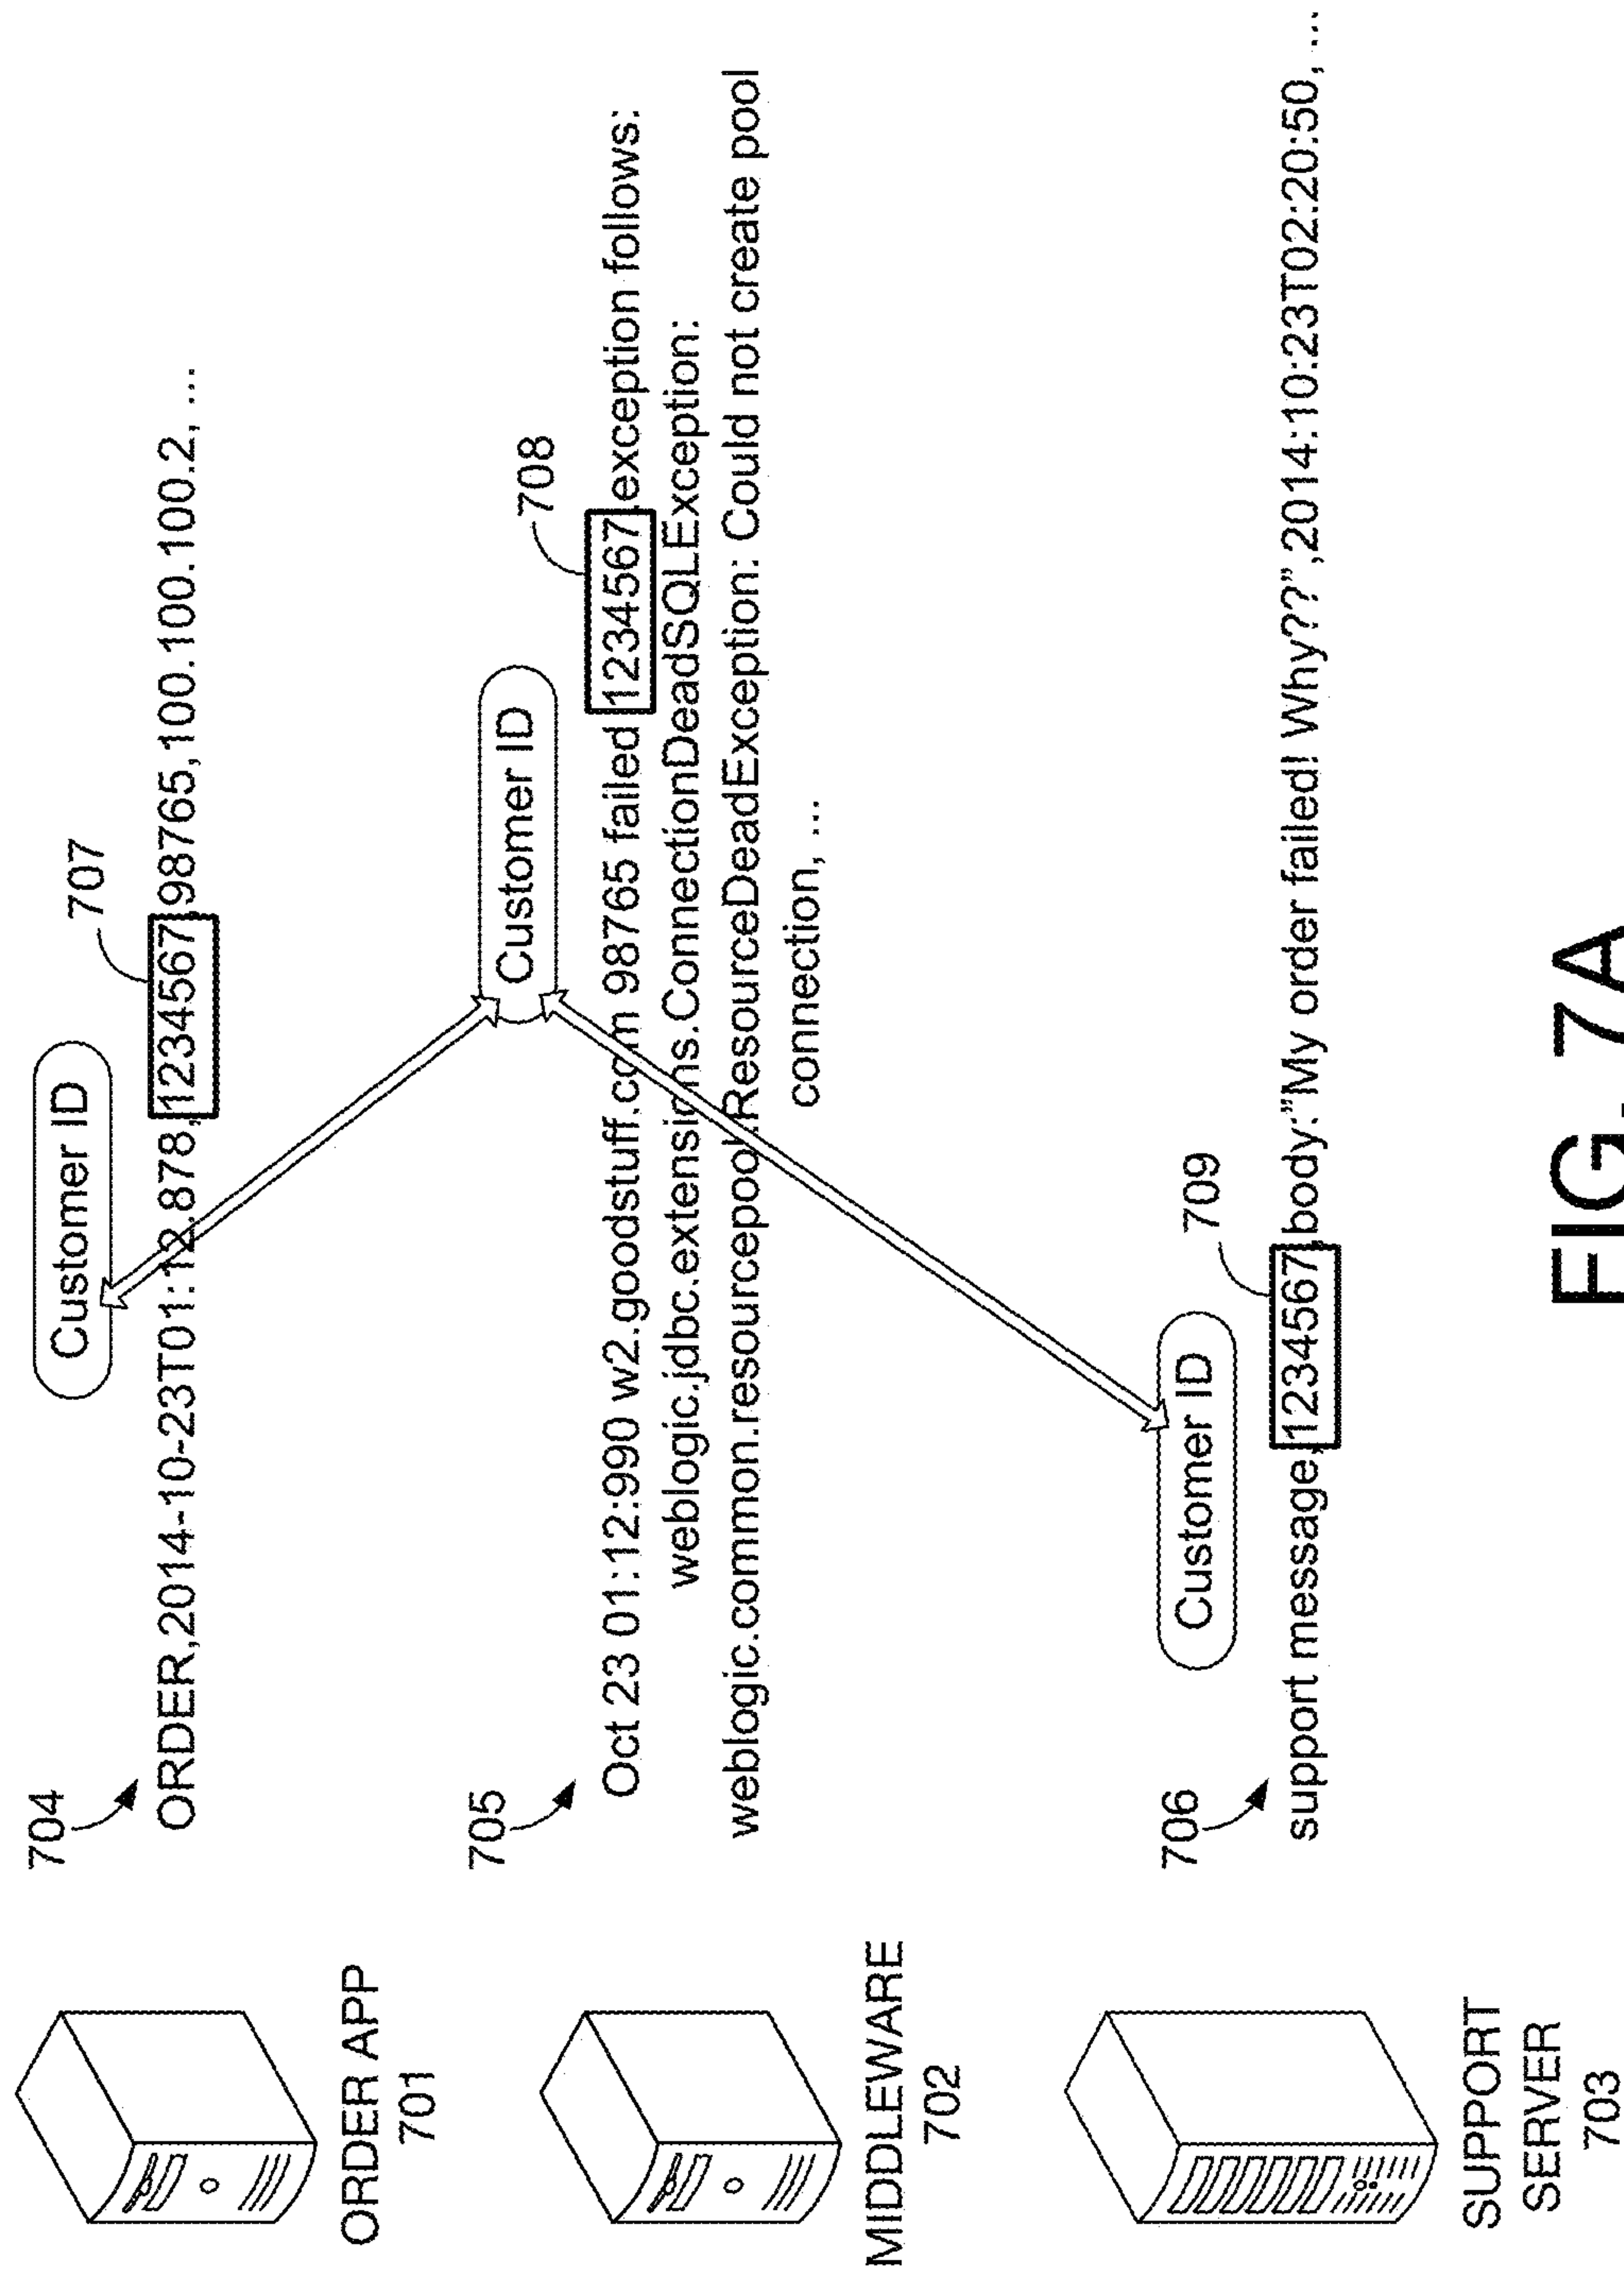 704
Customer ID
707
ORDER,2014-10-23T01:12.878,1234567,98765,100.100.100.2, ...
ORDER APP
701
705
Customer ID
708
Oct 23 01:12:990 w2.goodstuff.com 98765 failed 1234567,exception follows:
weblogic.jdbc.extensions.ConnectionDeadSQLException:
weblogic.common.resourcepool.ResourceDeadException: Could not create pool
connection, ...
MIDDLEWARE
702
706
Customer ID
709
support message,1234567,body:"My order failed! Why??",2014:10:23T02:20:50, ...
SUPPORT
SERVER
703
FIG. 7A